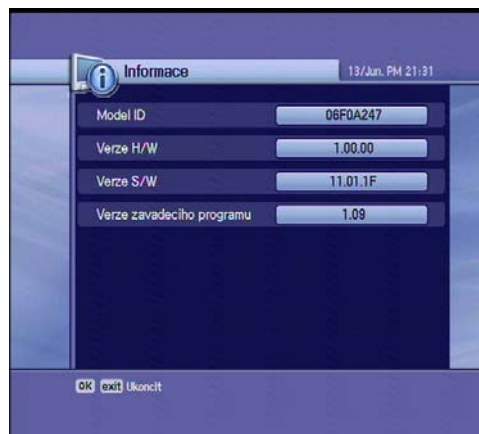 Informace 13/Jun. PM 21:31
Model ID 06F0A247
Verze H/W 1.00.00
Verze S/W 11.01.1F
Verze zavadeciho programu 1.09
OK exit Ukoncit